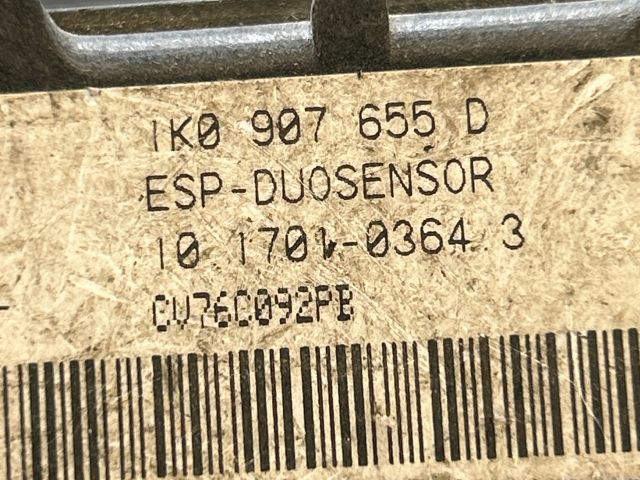 1K0 907 655 D
ESP-DUOSENSOR
10.1701-0364.3
CV76C092PB